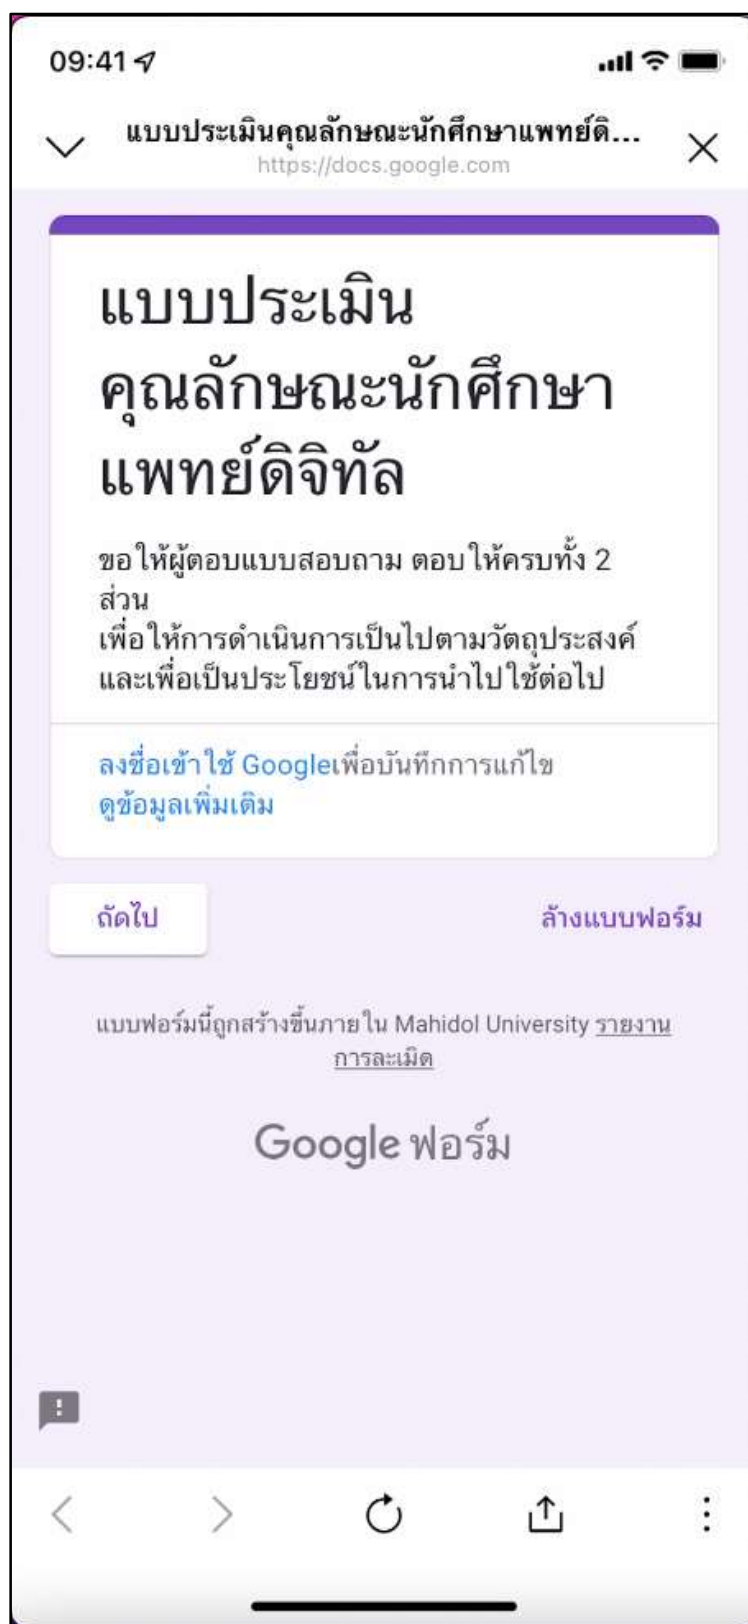 09:41
แบบประเมินคุณลักษณะนักศึกษาแพทย์ดิ...
https://docs.google.com
แบบประเมิน
คุณลักษณะนักศึกษา
แพทย์ดิจิทัล
ขอให้ผู้ตอบแบบสอบถาม ตอบให้ครบทั้ง 2
ส่วน
เพื่อให้การดำเนินการเป็นไปตามวัตถุประสงค์
และเพื่อเป็นประโยชน์ในการนำไปใช้ต่อไป
ลงชื่อเข้าใช้ Googleเพื่อบันทึกการแก้ไข
ดูข้อมูลเพิ่มเติม
ถัดไป
ล้างแบบฟอร์ม
แบบฟอร์มนี้ถูกสร้างขึ้นภายใน Mahidol University รายงาน
การละเมิด
Google ฟอร์ม